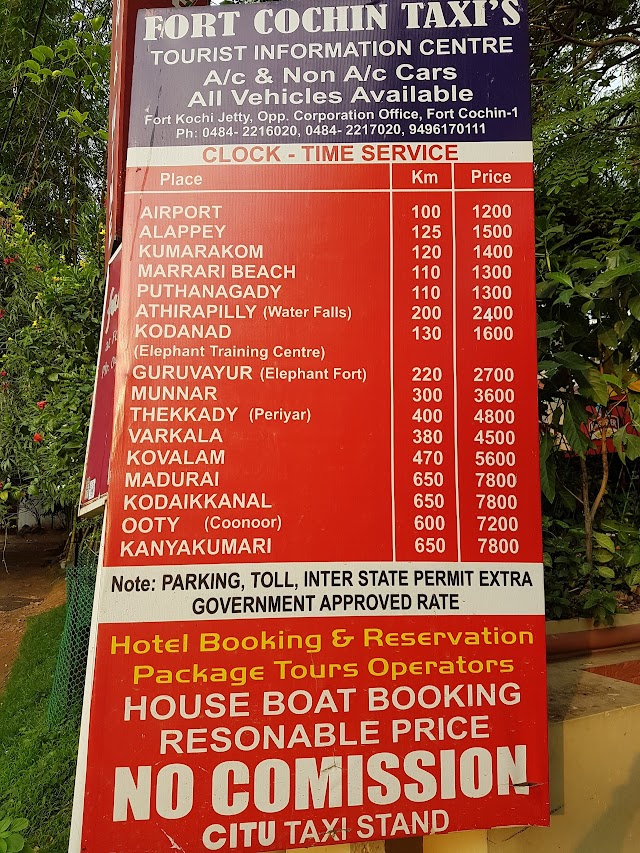 FORT COCHIN TAXI'S
TOURIST INFORMATION CENTRE
A/c & Non A/c Cars
All Vehicles Available
Fort Kochi Jetty, Opp. Corporation Office, Fort Cochin-1
Ph: 0484- 2216020, 0484- 2217020, 9496170111
CLOCK - TIME SERVICE
Place Km Price
AIRPORT 100 1200
ALAPPEY 125 1500
KUMARAKOM 120 1400
MARRARI BEACH 110 1300
PUTHANAGADY 110 1300
ATHIRAPILLY (Water Falls) 200 2400
KODANAD 130 1600
(Elephant Training Centre)
GURUVAYUR (Elephant Fort) 220 2700
MUNNAR 300 3600
THEKKADY (Periyar) 400 4800
VARKALA 380 4500
KOVALAM 470 5600
MADURAI 650 7800
KODAIKKANAL 650 7800
OOTY (Coonoor) 600 7200
KANYAKUMARI 650 7800
Note: PARKING, TOLL, INTER STATE PERMIT EXTRA
GOVERNMENT APPROVED RATE
Hotel Booking & Reservation
Package Tours Operators
HOUSE BOAT BOOKING
RESONABLE PRICE
NO COMISSION
CITU TAXI STAND